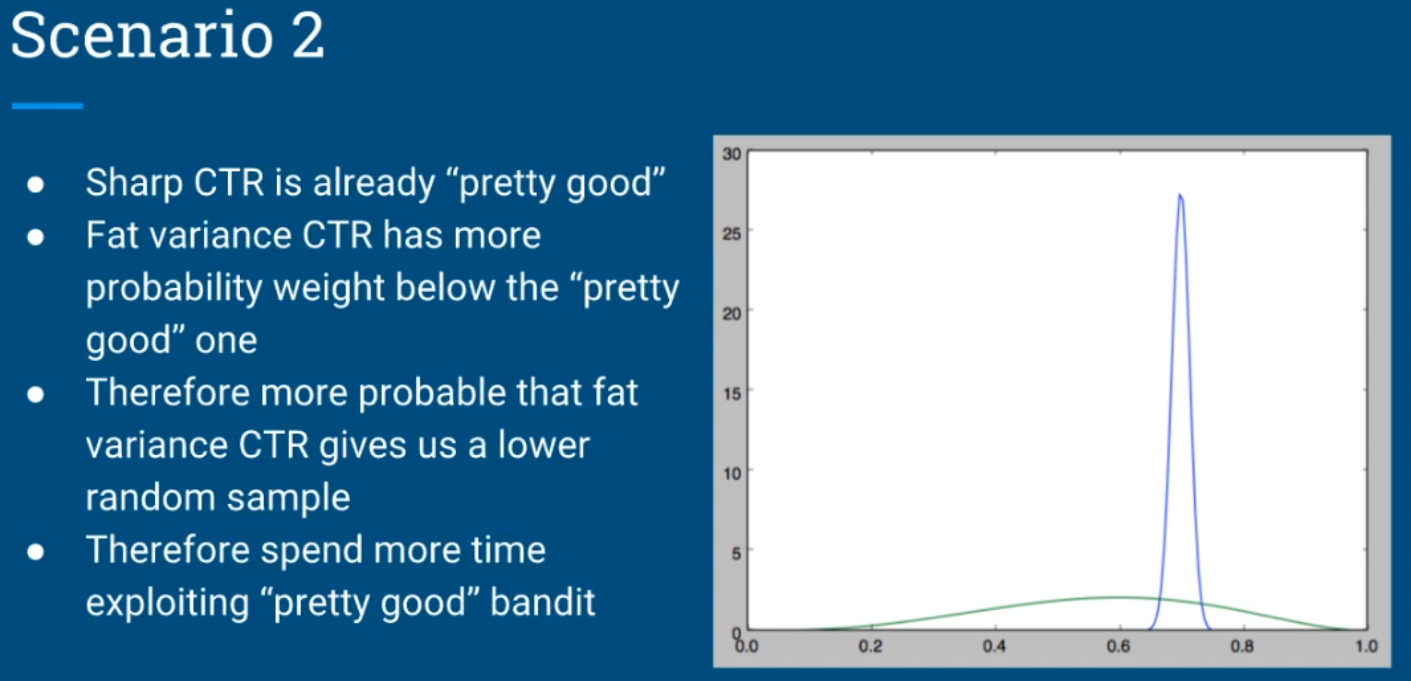 Scenario 2
● Sharp CTR is already “pretty good”
● Fat variance CTR has more
probability weight below the “pretty
good” one
● Therefore more probable that fat
variance CTR gives us a lower
random sample
● Therefore spend more time
exploiting “pretty good” bandit
30
25
20
15
10
5
0
0.0 0.2 0.4 0.6 0.8 1.0